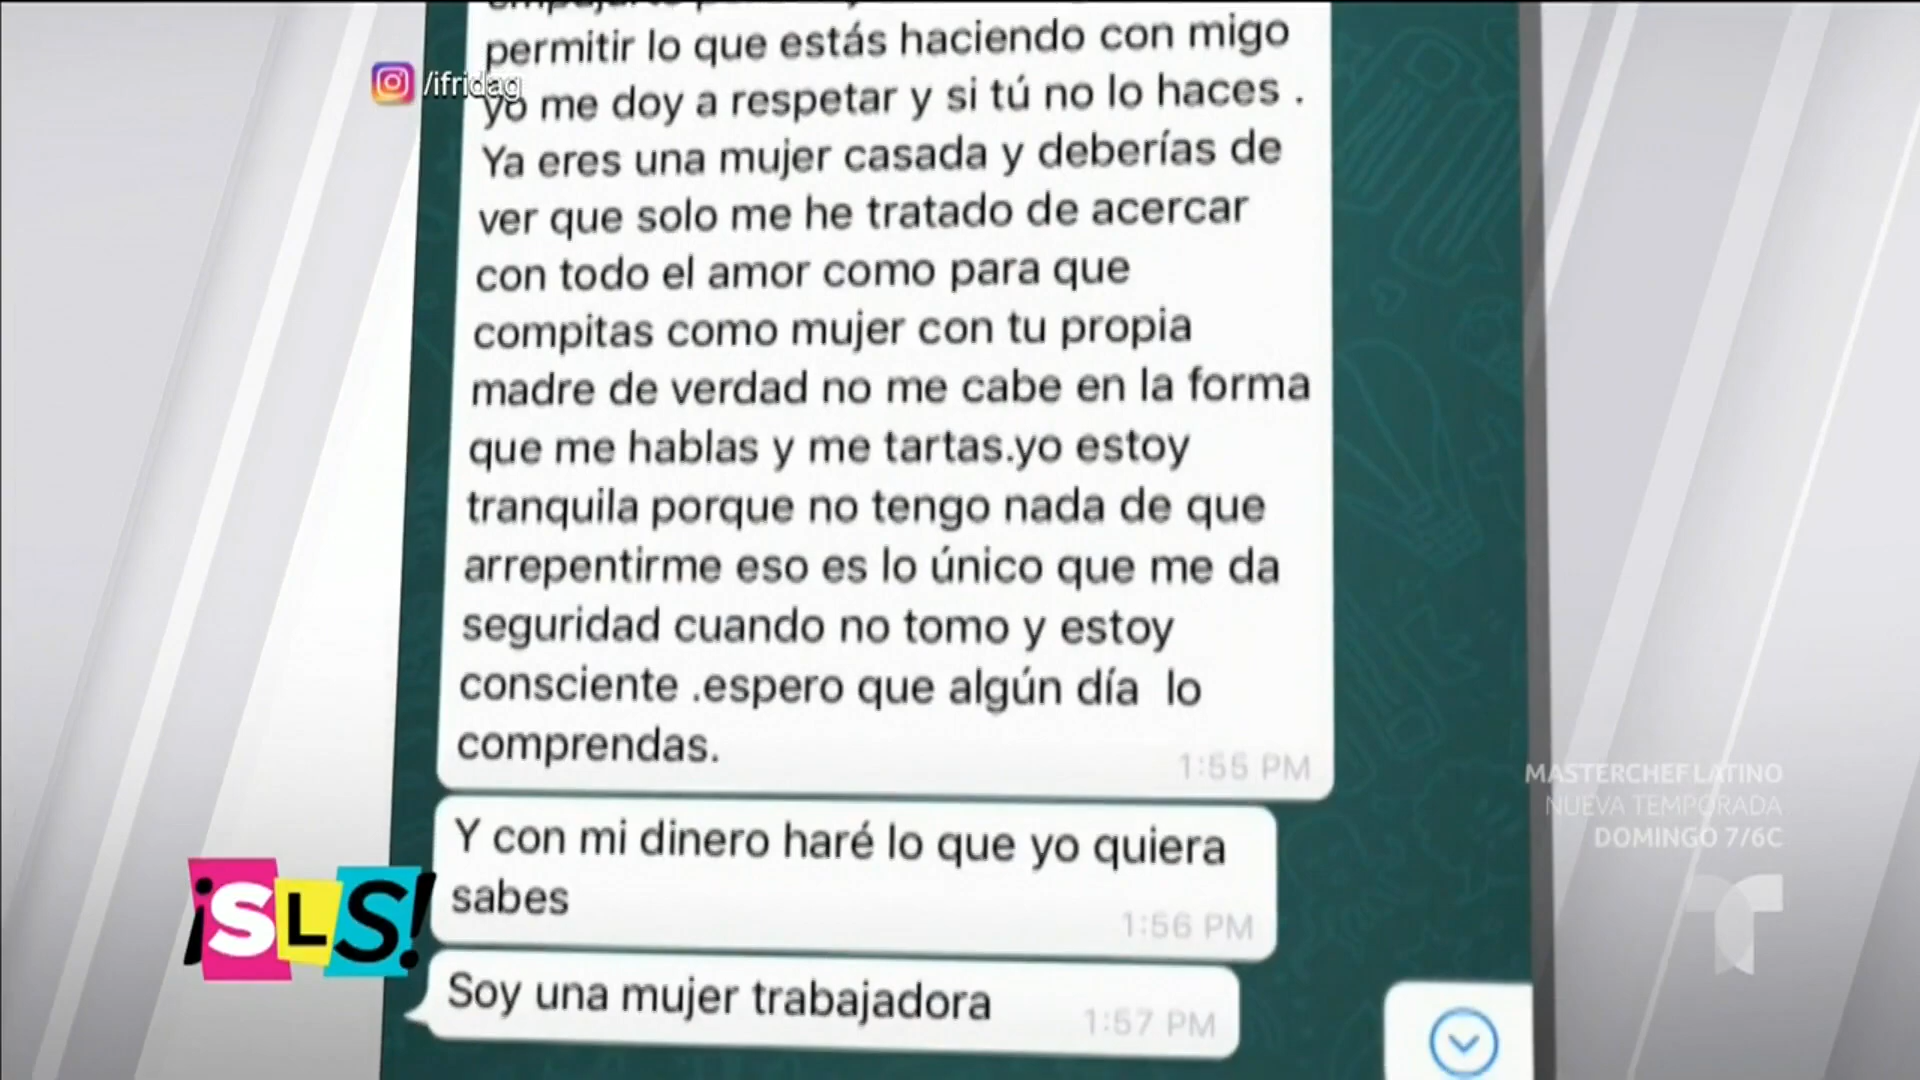 permitir lo que estás haciendo con migo
/ifridag
yo me doy a respetar y si tú no lo haces .
Ya eres una mujer casada y deberías de
ver que solo me he tratado de acercar
con todo el amor como para que
compitas como mujer con tu propia
madre de verdad no me cabe en la forma
que me hablas y me tartas.yo estoy
tranquila porque no tengo nada de que
arrepentirme eso es lo único que me da
seguridad cuando no tomo y estoy
consciente .espero que algún día lo
comprendas.
1:55 PM
Y con mi dinero haré lo que yo quiera
sabes
1:56 PM
Soy una mujer trabajadora
1:57 PM
¡SLS!
MASTERCHEF LATINO
NUEVA TEMPORADA
DOMINGO 7/6C